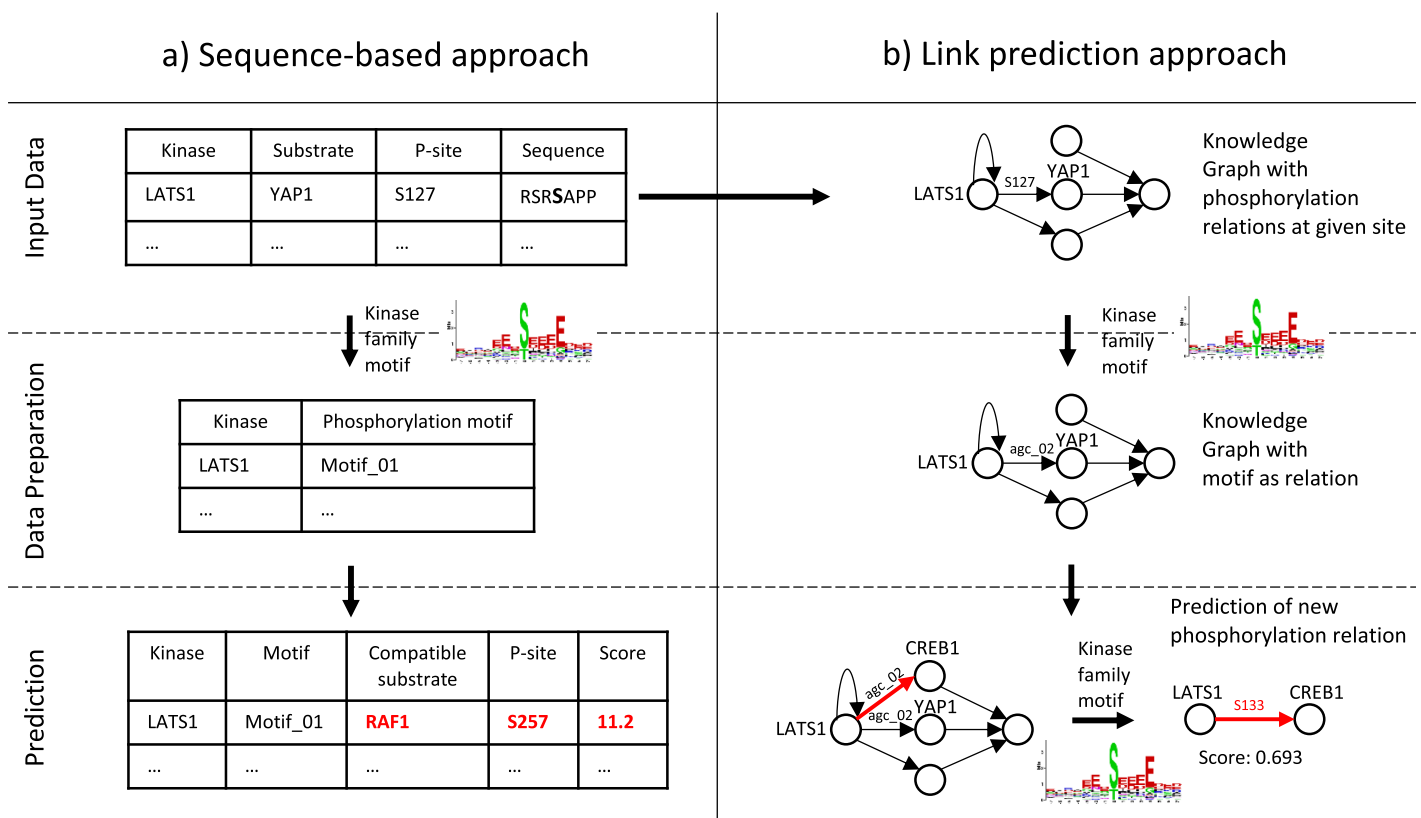 a) Sequence-based approach
b) Link prediction approach
Input Data
Kinase Substrate P-site Sequence
LATS1 YAP1 S127 RSRSAPP
... ... ... ...
LATS1
S127
YAP1
Knowledge
Graph with
phosphorylation
relations at given site
Kinase
family
motif
Kinase
family
motif
Data Preparation
Kinase Phosphorylation motif
LATS1 Motif_01
... ...
LATS1
agc_02
YAP1
Knowledge
Graph with
motif as relation
Prediction
Kinase Motif Compatible P-site Score
substrate
LATS1 Motif_01 RAF1 S257 11.2
... ... ... ... ...
CREB1
agc_02
YAP1
agc_02
LATS1
Kinase
family
motif
Prediction of new
phosphorylation relation
LATS1 CREB1
S133
Score: 0.693